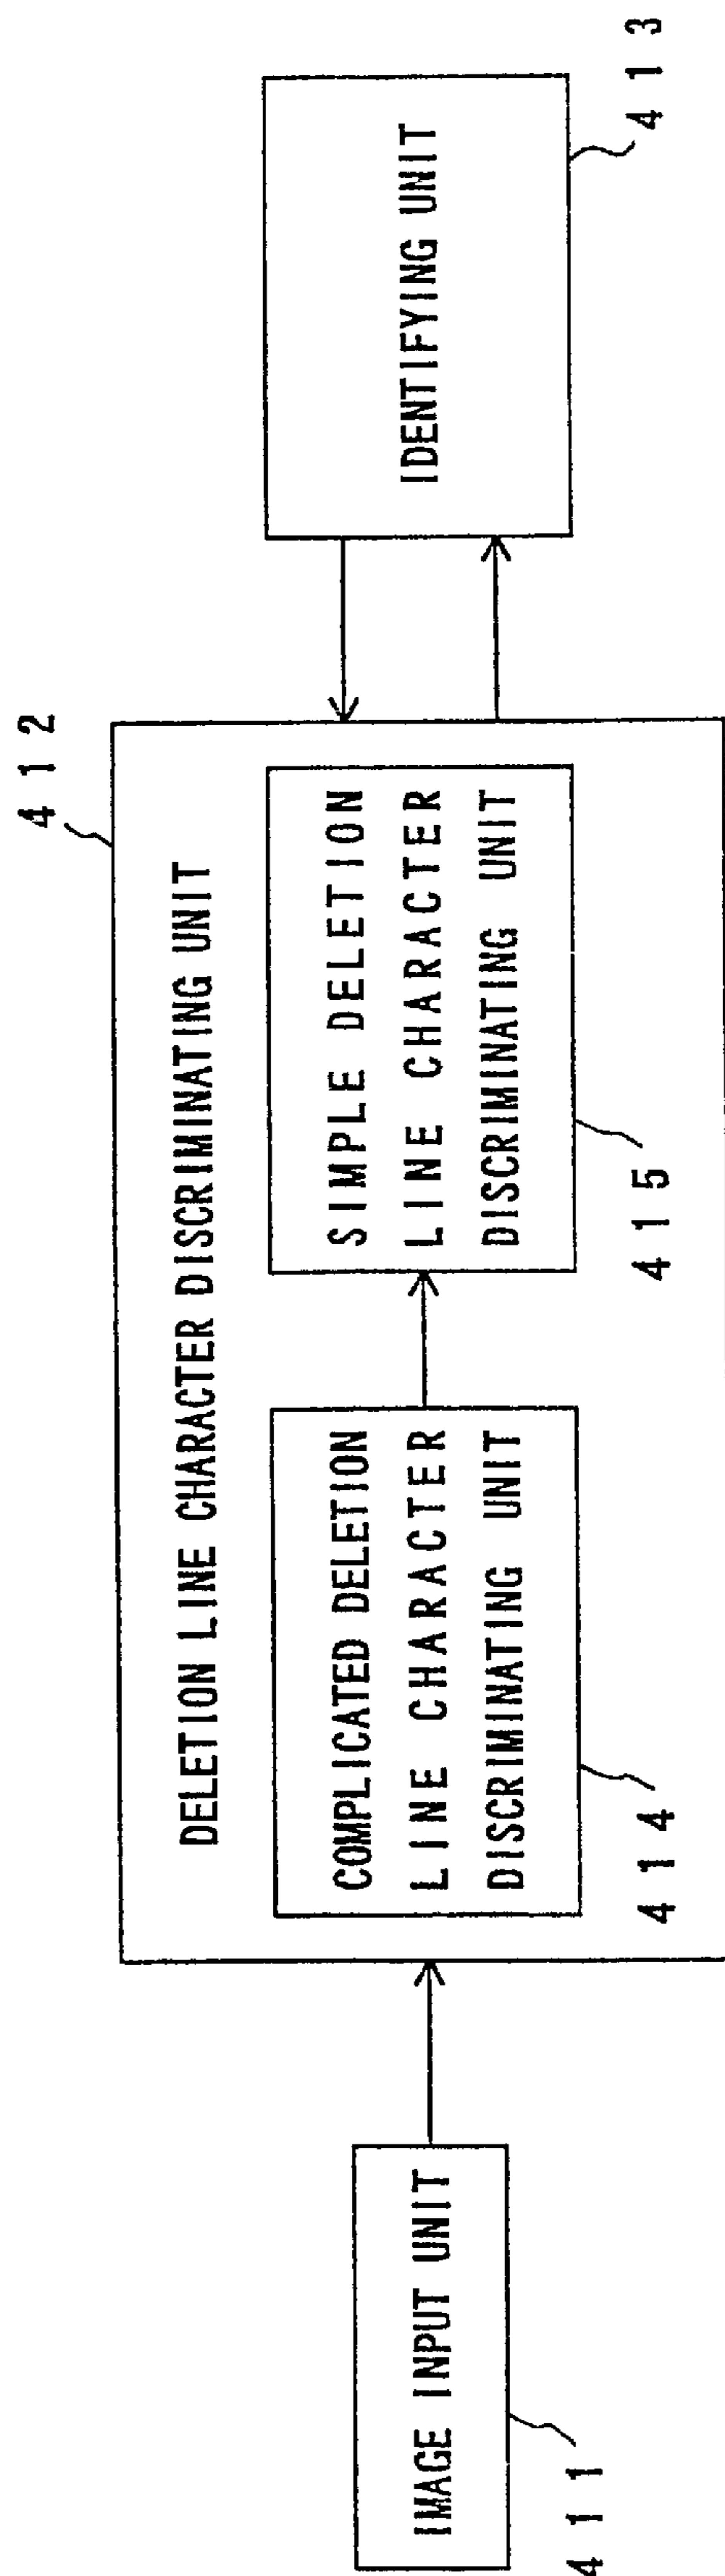 412
DELETION LINE CHARACTER DISCRIMINATING UNIT
IMAGE INPUT UNIT
411
COMPLICATED DELETION
LINE CHARACTER
DISCRIMINATING UNIT
414
SIMPLE DELETION
LINE CHARACTER
DISCRIMINATING UNIT
415
IDENTIFYING UNIT
413